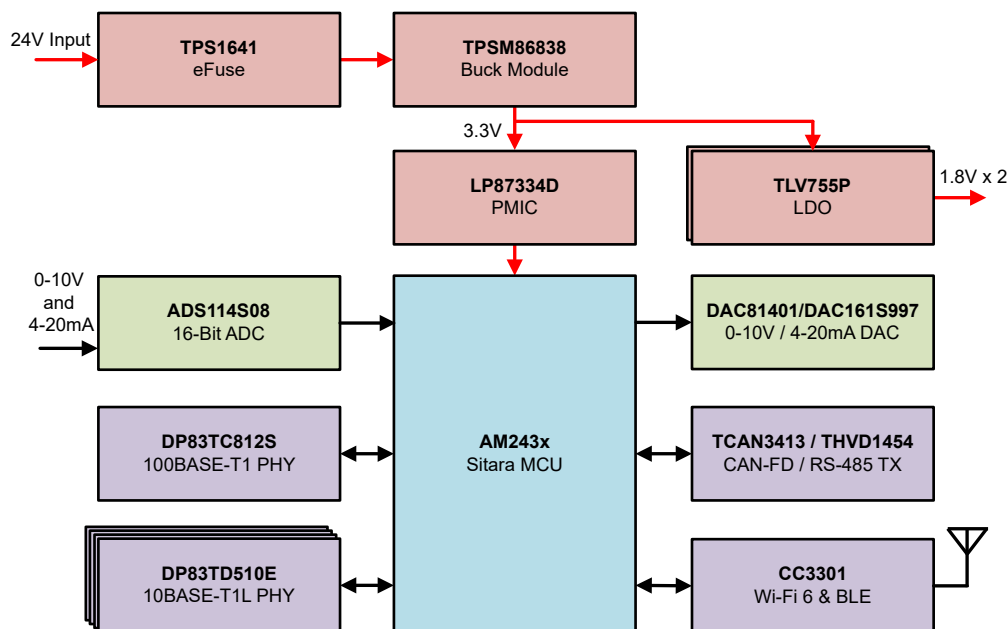 24V Input
TPS1641
eFuse
TPSM86838
Buck Module
3.3V
LP87334D
PMIC
TLV755P
LDO
1.8V x 2
0-10V
and
4-20mA
ADS114S08
16-Bit ADC
AM243x
Sitara MCU
DAC81401/DAC161S997
0-10V / 4-20mA DAC
DP83TC812S
100BASE-T1 PHY
TCAN3413 / THVD1454
CAN-FD / RS-485 TX
DP83TD510E
10BASE-T1L PHY
CC3301
Wi-Fi 6 & BLE